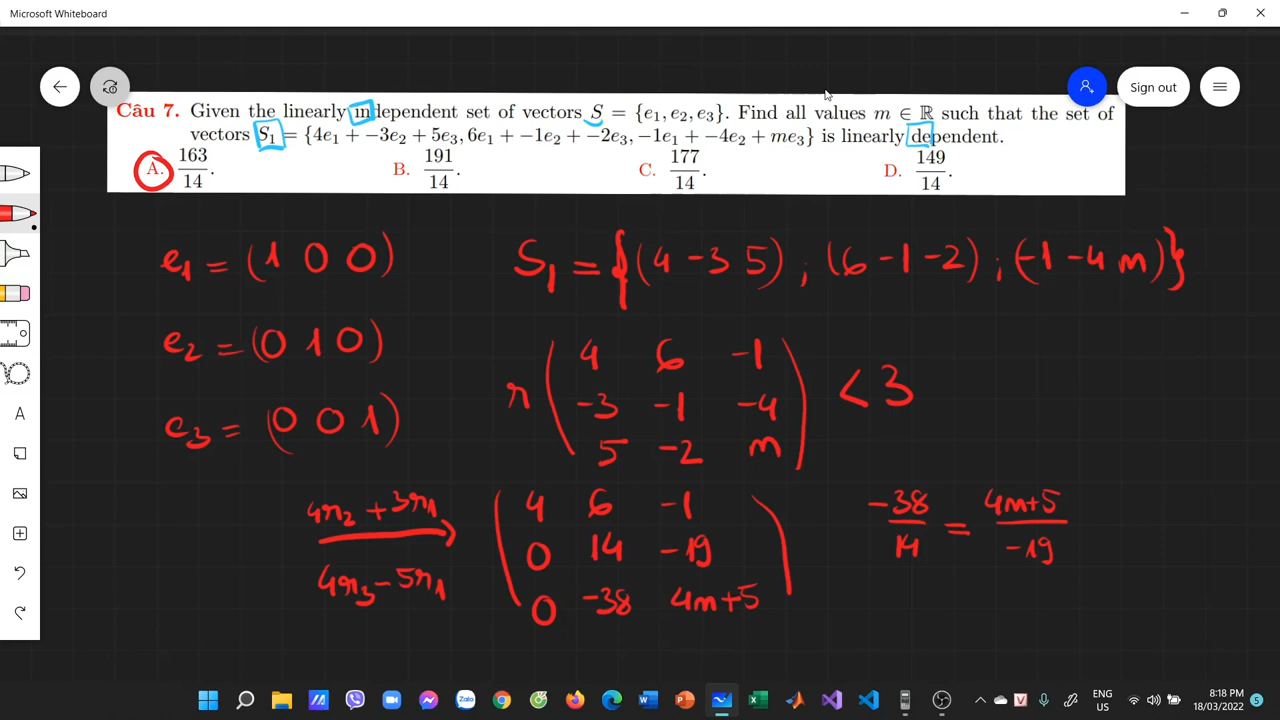 Microsoft Whiteboard
Sign out
Câu 7. Given the linearly independent set of vectors S = {e₁, e₂, e₃}. Find all values m ∈ ℝ such that the set of
vectors S₁ = {4e₁ + −3e₂ + 5e₃, 6e₁ + −1e₂ + −2e₃, −1e₁ + −4e₂ + me₃} is linearly dependent.
A. 163/14. B. 191/14. C. 177/14. D. 149/14.
e₁ = (1 0 0)
S₁ = {(4 −3 5); (6 −1 −2); (−1 −4 m)}
e₂ = (0 1 0)
e₃ = (0 0 1)
r ( 4 6 −1
−3 −1 −4
5 −2 m ) < 3
4r₂ + 3r₁
4r₃ − 5r₁
( 4 6 −1
0 14 −19
0 −38 4m+5 )
−38/14 = 4m+5/−19
A
Zalo
ENG
US
8:18 PM
18/03/2022
5